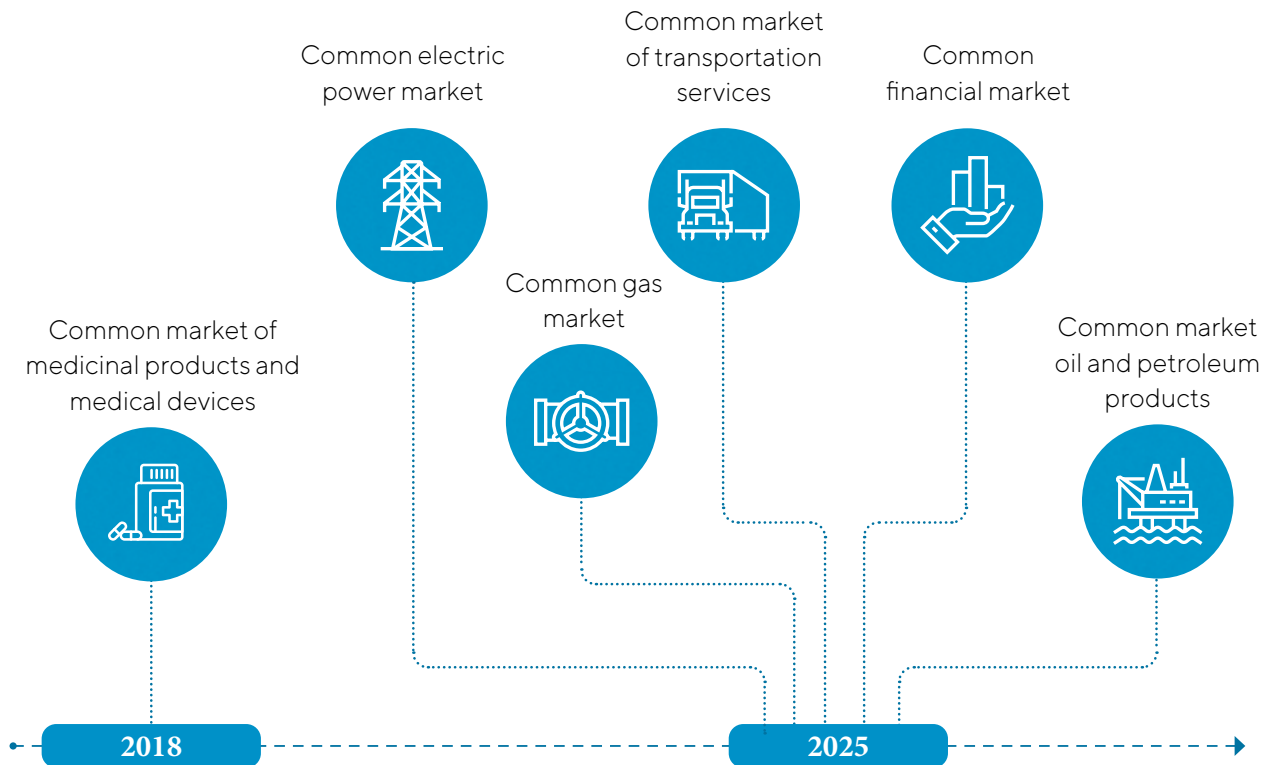 Common electric
power market
Common market
of transportation
services
Common
financial market
Common gas
market
Common market of
medicinal products and
medical devices
Common market
oil and petroleum
products
2018
2025